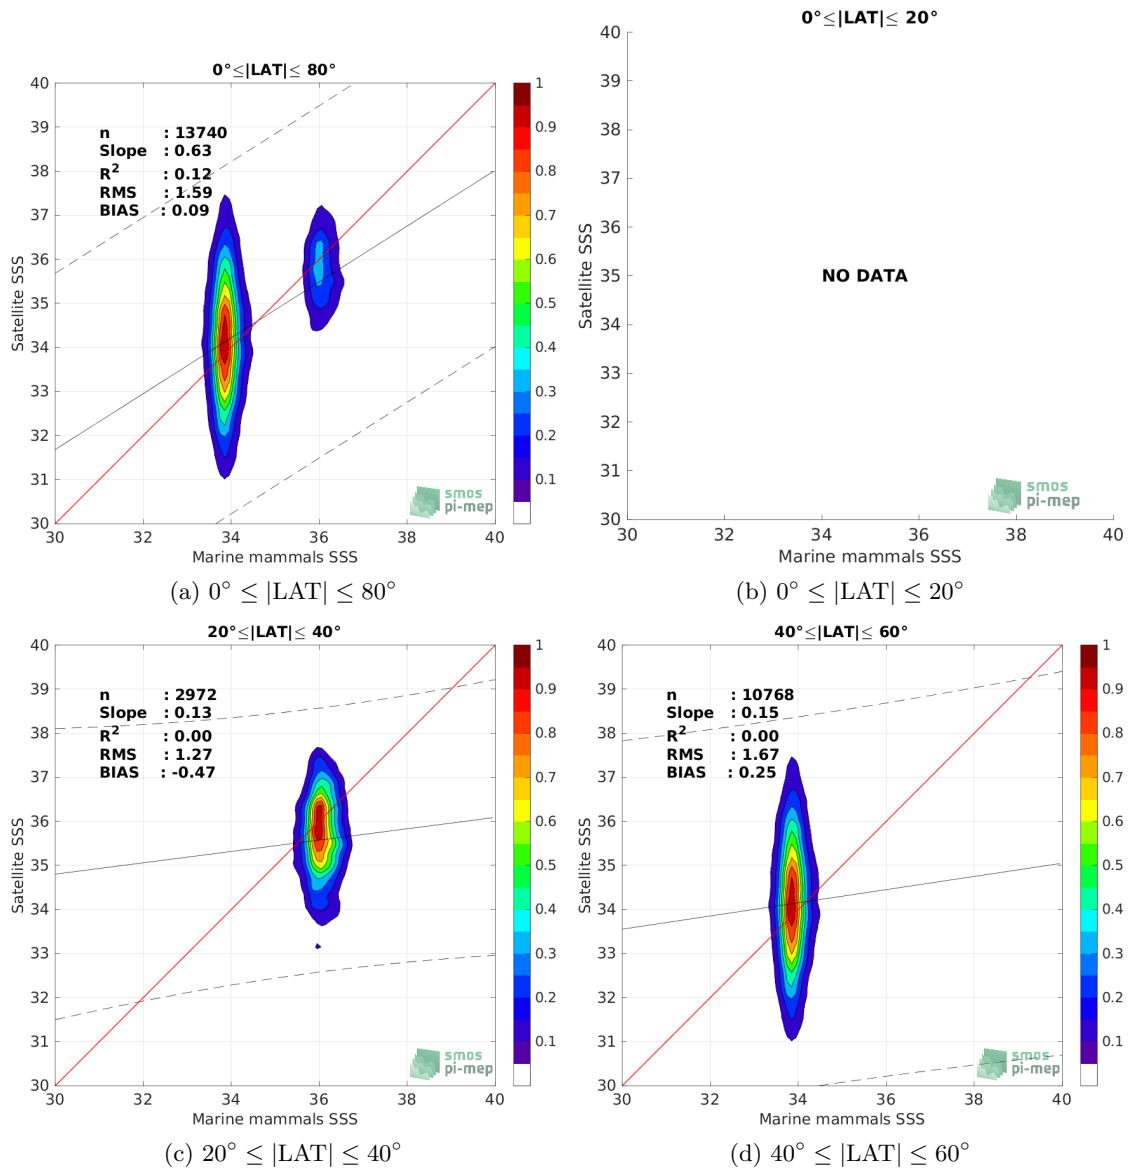 0°≤|LAT|≤ 80°
40
39
38
37
36
35
34
33
32
31
30
Satellite SSS
n : 13740
Slope : 0.63
R² : 0.12
RMS : 1.59
BIAS : 0.09
smos
pi-mep
30 32 34 36 38 40
Marine mammals SSS
1
0.9
0.8
0.7
0.6
0.5
0.4
0.3
0.2
0.1
(a) 0° ≤ |LAT| ≤ 80°
0°≤|LAT|≤ 20°
40
39
38
37
36
35
34
33
32
31
30
Satellite SSS
NO DATA
smos
pi-mep
30 32 34 36 38 40
Marine mammals SSS
(b) 0° ≤ |LAT| ≤ 20°
20°≤|LAT|≤ 40°
40
39
38
37
36
35
34
33
32
31
30
Satellite SSS
n : 2972
Slope : 0.13
R² : 0.00
RMS : 1.27
BIAS : -0.47
smos
pi-mep
30 32 34 36 38 40
Marine mammals SSS
1
0.9
0.8
0.7
0.6
0.5
0.4
0.3
0.2
0.1
(c) 20° ≤ |LAT| ≤ 40°
40°≤|LAT|≤ 60°
40
39
38
37
36
35
34
33
32
31
30
Satellite SSS
n : 10768
Slope : 0.15
R² : 0.00
RMS : 1.67
BIAS : 0.25
smos
pi-mep
30 32 34 36 38 40
Marine mammals SSS
1
0.9
0.8
0.7
0.6
0.5
0.4
0.3
0.2
0.1
(d) 40° ≤ |LAT| ≤ 60°